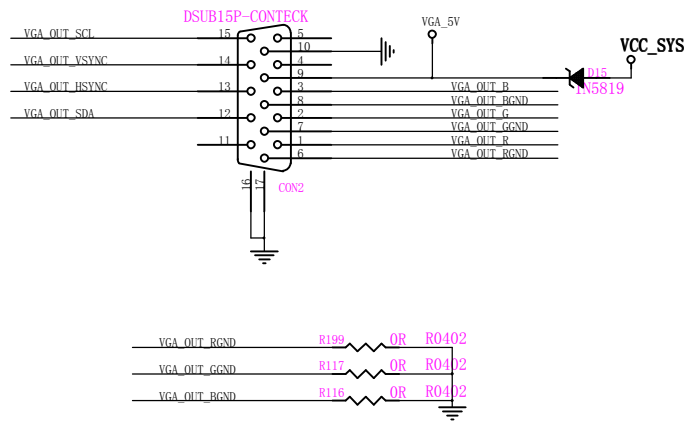 DSUB15P-CONTECK
VGA_5V
VCC_SYS
VGA_OUT_SCL 15 5
10
VGA_OUT_VSYNC 14 4
9 D15
IN5819
VGA_OUT_HSYNC 13 3 VGA_OUT_B
8 VGA_OUT_BGND
VGA_OUT_SDA 12 2 VGA_OUT_G
7 VGA_OUT_GGND
11 1 VGA_OUT_R
6 VGA_OUT_RGND
16 17 CON2
VGA_OUT_RGND R199 0R R0402
VGA_OUT_GGND R117 0R R0402
VGA_OUT_BGND R116 0R R0402